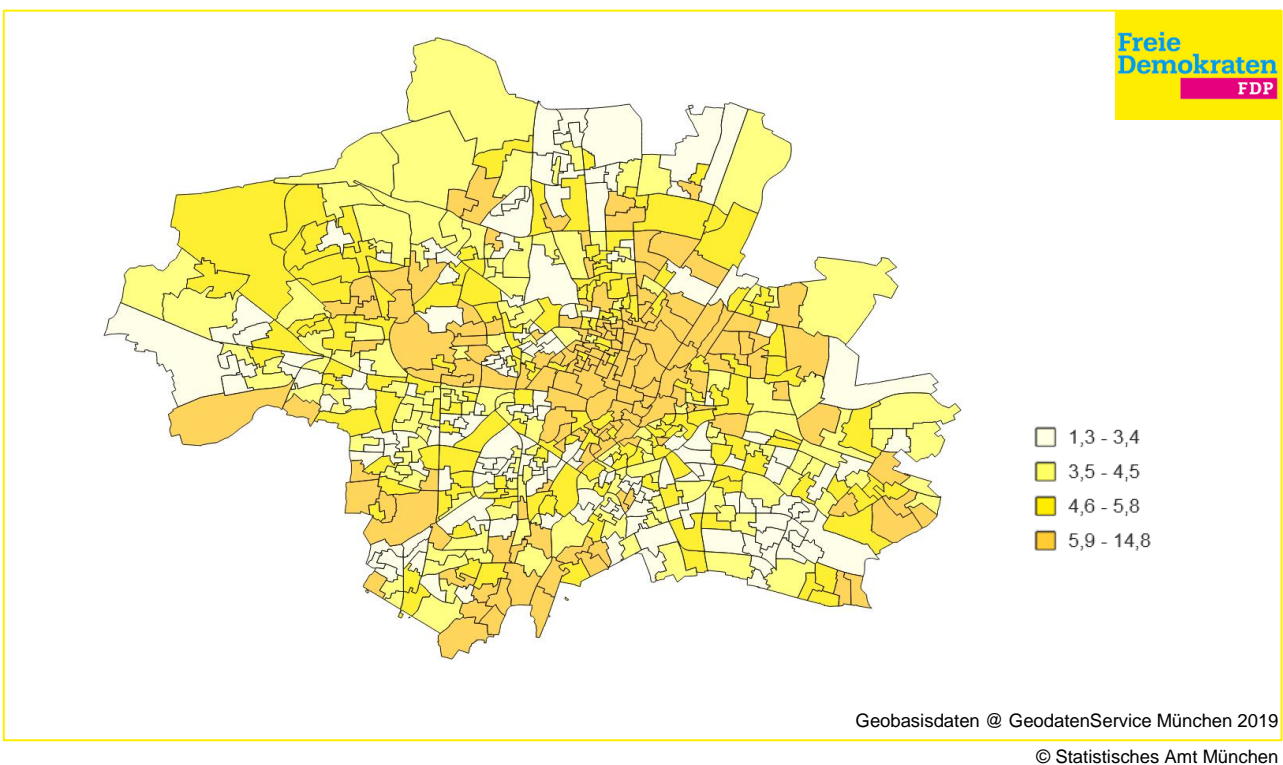 Freie
Demokraten
FDP
1,3 - 3,4
3,5 - 4,5
4,6 - 5,8
5,9 - 14,8
Geobasisdaten @ GeodatenService München 2019
© Statistisches Amt München